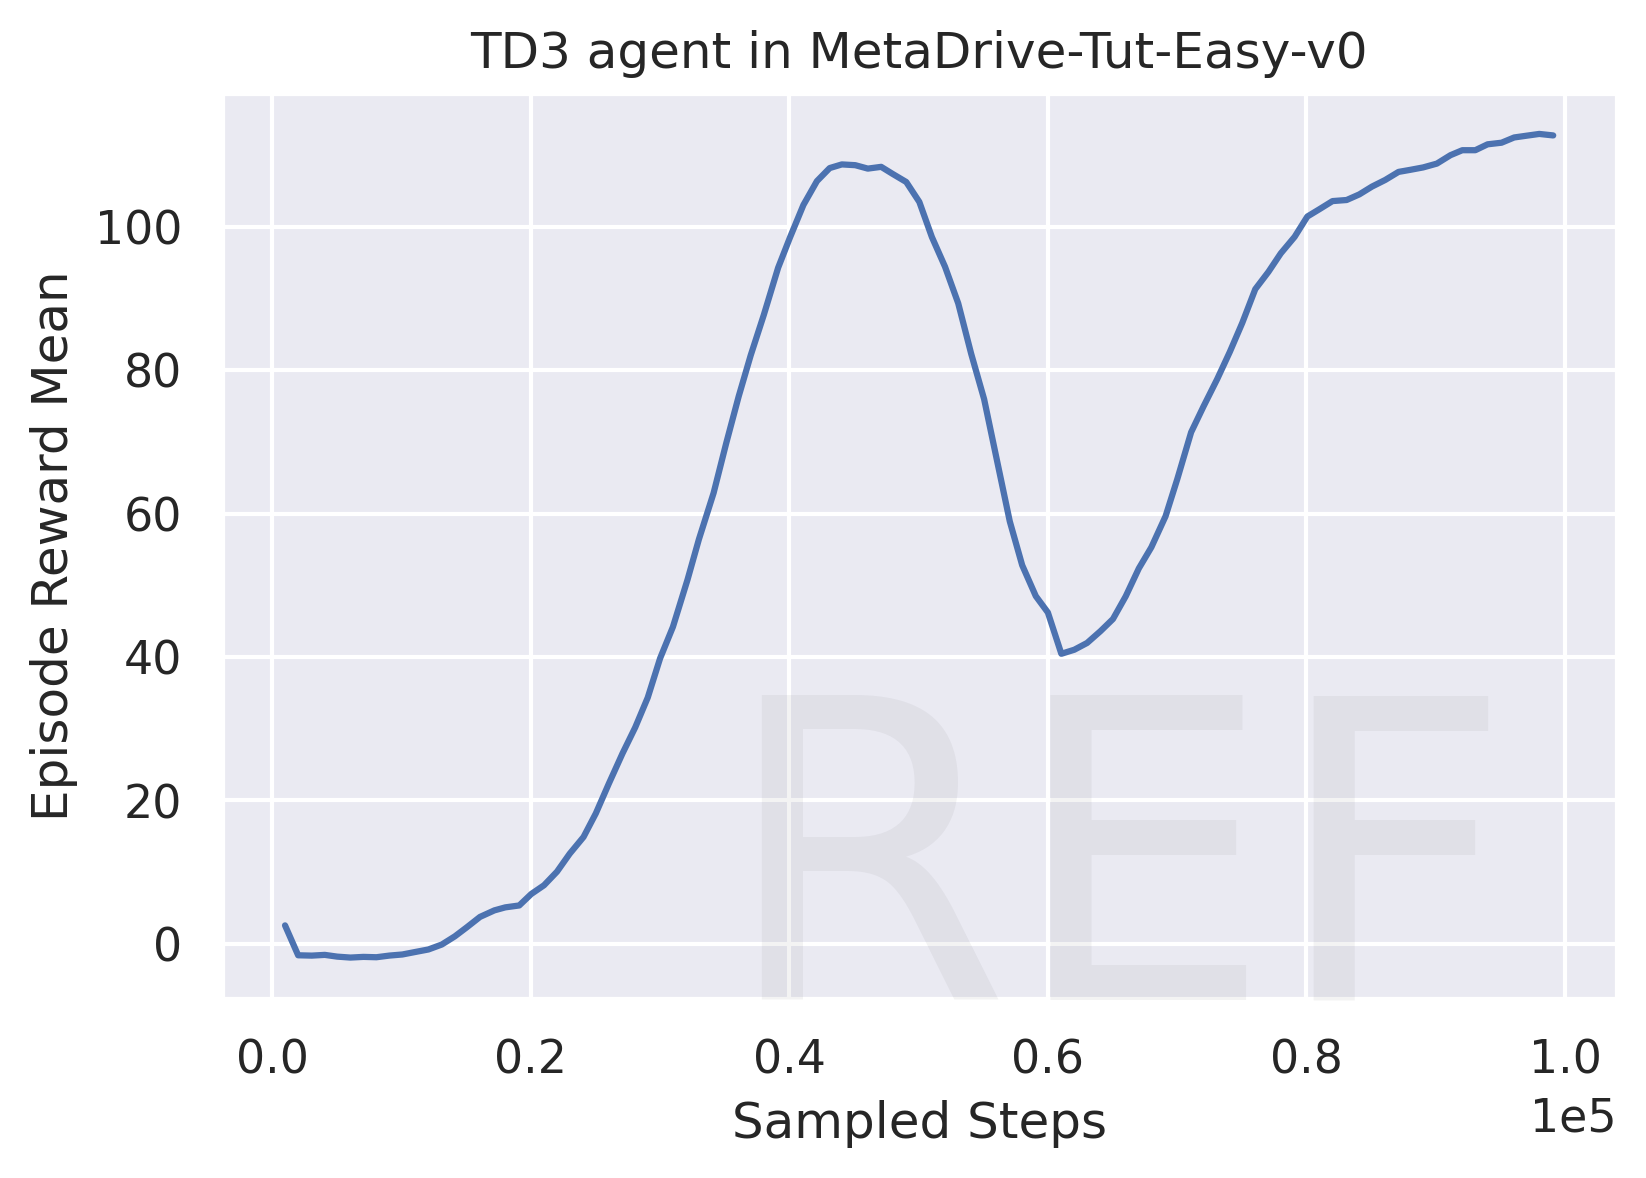 TD3 agent in MetaDrive-Tut-Easy-v0
Episode Reward Mean
100
80
60
40
20
0
REF
0.0 0.2 0.4 0.6 0.8 1.0
1e5
Sampled Steps